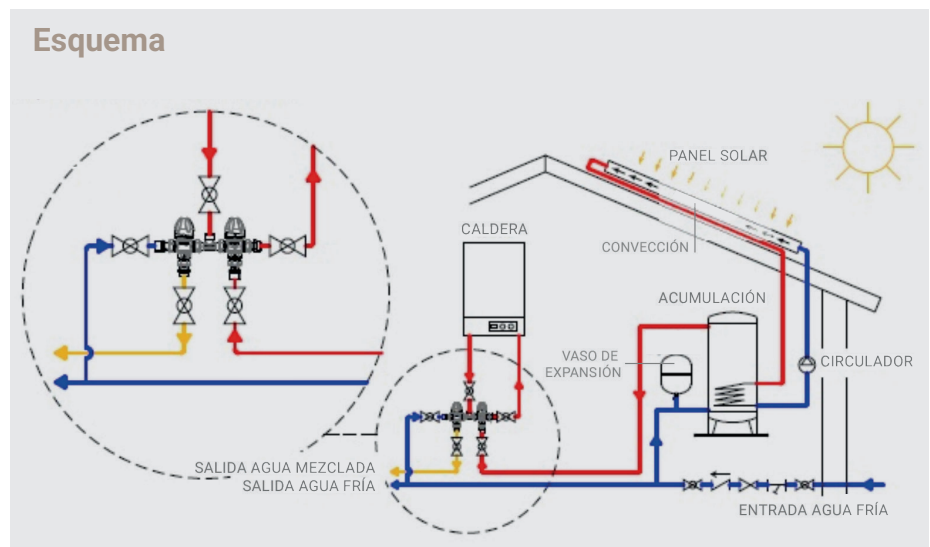 Esquema
PANEL SOLAR
CALDERA
CONVECCIÓN
ACUMULACIÓN
VASO DE
EXPANSIÓN
CIRCULADOR
SALIDA AGUA MEZCLADA
SALIDA AGUA FRÍA
ENTRADA AGUA FRÍA